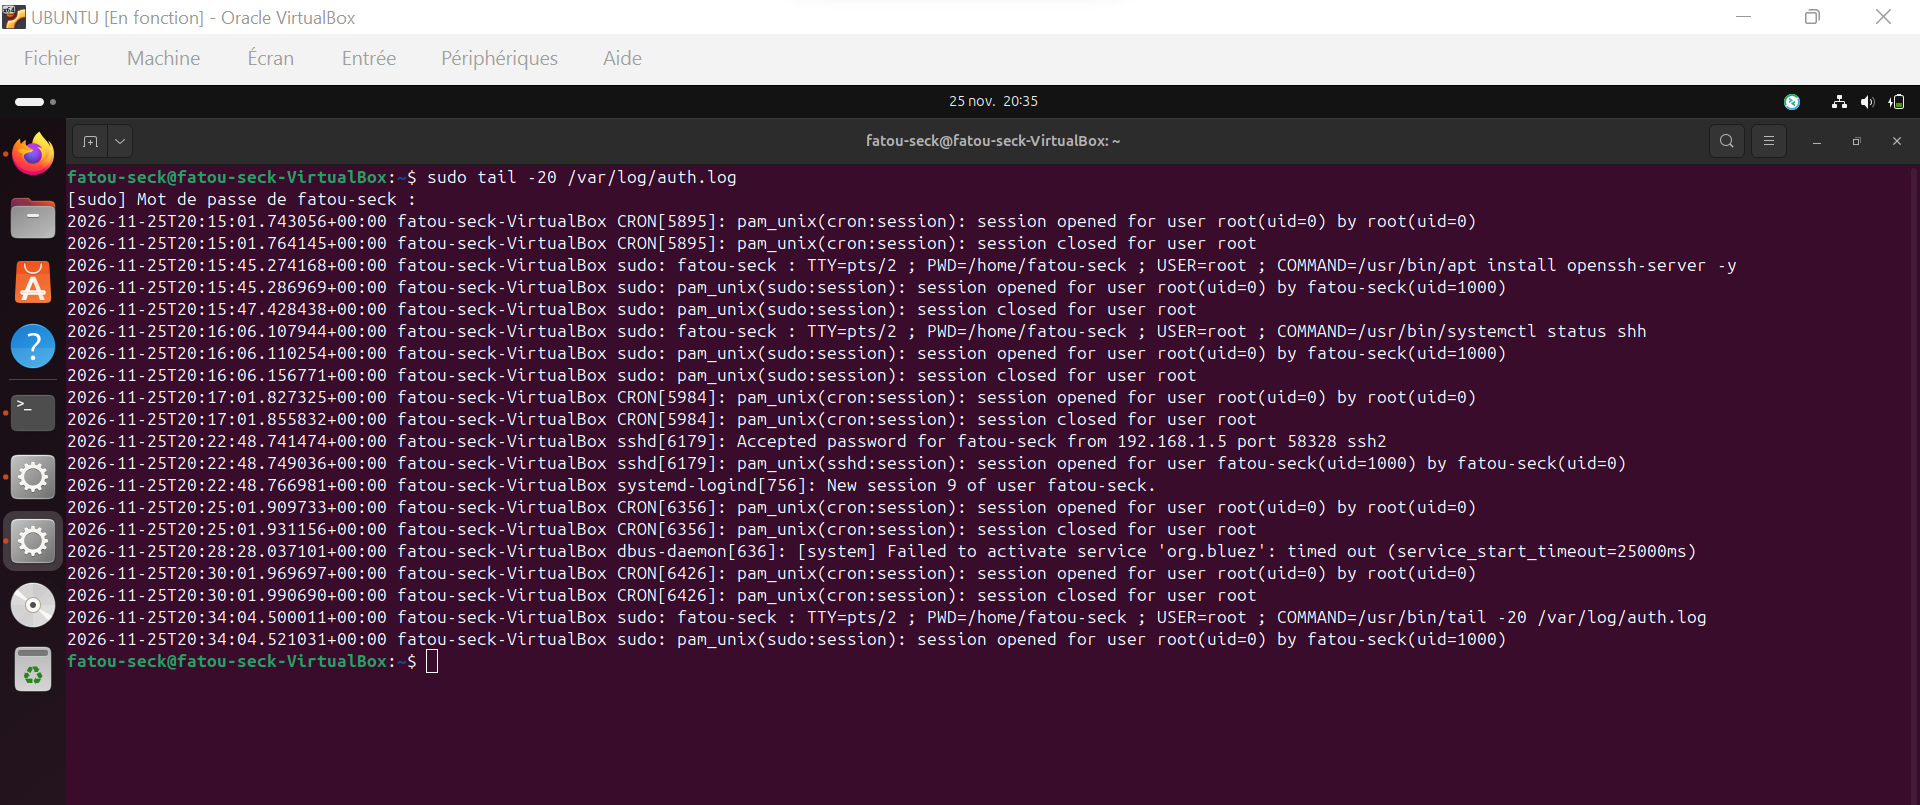 UBUNTU [En fonction] - Oracle VirtualBox
Fichier Machine Écran Entrée Périphériques Aide
25 nov. 20:35
fatou-seck@fatou-seck-VirtualBox: ~
fatou-seck@fatou-seck-VirtualBox:~$ sudo tail -20 /var/log/auth.log
[sudo] Mot de passe de fatou-seck :
2026-11-25T20:15:01.743056+00:00 fatou-seck-VirtualBox CRON[5895]: pam_unix(cron:session): session opened for user root(uid=0) by root(uid=0)
2026-11-25T20:15:01.764145+00:00 fatou-seck-VirtualBox CRON[5895]: pam_unix(cron:session): session closed for user root
2026-11-25T20:15:45.274168+00:00 fatou-seck-VirtualBox sudo: fatou-seck : TTY=pts/2 ; PWD=/home/fatou-seck ; USER=root ; COMMAND=/usr/bin/apt install openssh-server -y
2026-11-25T20:15:45.286969+00:00 fatou-seck-VirtualBox sudo: pam_unix(sudo:session): session opened for user root(uid=0) by fatou-seck(uid=1000)
2026-11-25T20:15:47.428438+00:00 fatou-seck-VirtualBox sudo: pam_unix(sudo:session): session closed for user root
2026-11-25T20:16:06.107944+00:00 fatou-seck-VirtualBox sudo: fatou-seck : TTY=pts/2 ; PWD=/home/fatou-seck ; USER=root ; COMMAND=/usr/bin/systemctl status shh
2026-11-25T20:16:06.110254+00:00 fatou-seck-VirtualBox sudo: pam_unix(sudo:session): session opened for user root(uid=0) by fatou-seck(uid=1000)
2026-11-25T20:16:06.156771+00:00 fatou-seck-VirtualBox sudo: pam_unix(sudo:session): session closed for user root
2026-11-25T20:17:01.827325+00:00 fatou-seck-VirtualBox CRON[5984]: pam_unix(cron:session): session opened for user root(uid=0) by root(uid=0)
2026-11-25T20:17:01.855832+00:00 fatou-seck-VirtualBox CRON[5984]: pam_unix(cron:session): session closed for user root
2026-11-25T20:22:48.741474+00:00 fatou-seck-VirtualBox sshd[6179]: Accepted password for fatou-seck from 192.168.1.5 port 58328 ssh2
2026-11-25T20:22:48.749036+00:00 fatou-seck-VirtualBox sshd[6179]: pam_unix(sshd:session): session opened for user fatou-seck(uid=1000) by fatou-seck(uid=0)
2026-11-25T20:22:48.766981+00:00 fatou-seck-VirtualBox systemd-logind[756]: New session 9 of user fatou-seck.
2026-11-25T20:25:01.909733+00:00 fatou-seck-VirtualBox CRON[6356]: pam_unix(cron:session): session opened for user root(uid=0) by root(uid=0)
2026-11-25T20:25:01.931156+00:00 fatou-seck-VirtualBox CRON[6356]: pam_unix(cron:session): session closed for user root
2026-11-25T20:28:28.037101+00:00 fatou-seck-VirtualBox dbus-daemon[636]: [system] Failed to activate service 'org.bluez': timed out (service_start_timeout=25000ms)
2026-11-25T20:30:01.969697+00:00 fatou-seck-VirtualBox CRON[6426]: pam_unix(cron:session): session opened for user root(uid=0) by root(uid=0)
2026-11-25T20:30:01.990690+00:00 fatou-seck-VirtualBox CRON[6426]: pam_unix(cron:session): session closed for user root
2026-11-25T20:34:04.500011+00:00 fatou-seck-VirtualBox sudo: fatou-seck : TTY=pts/2 ; PWD=/home/fatou-seck ; USER=root ; COMMAND=/usr/bin/tail -20 /var/log/auth.log
2026-11-25T20:34:04.521031+00:00 fatou-seck-VirtualBox sudo: pam_unix(sudo:session): session opened for user root(uid=0) by fatou-seck(uid=1000)
fatou-seck@fatou-seck-VirtualBox:~$